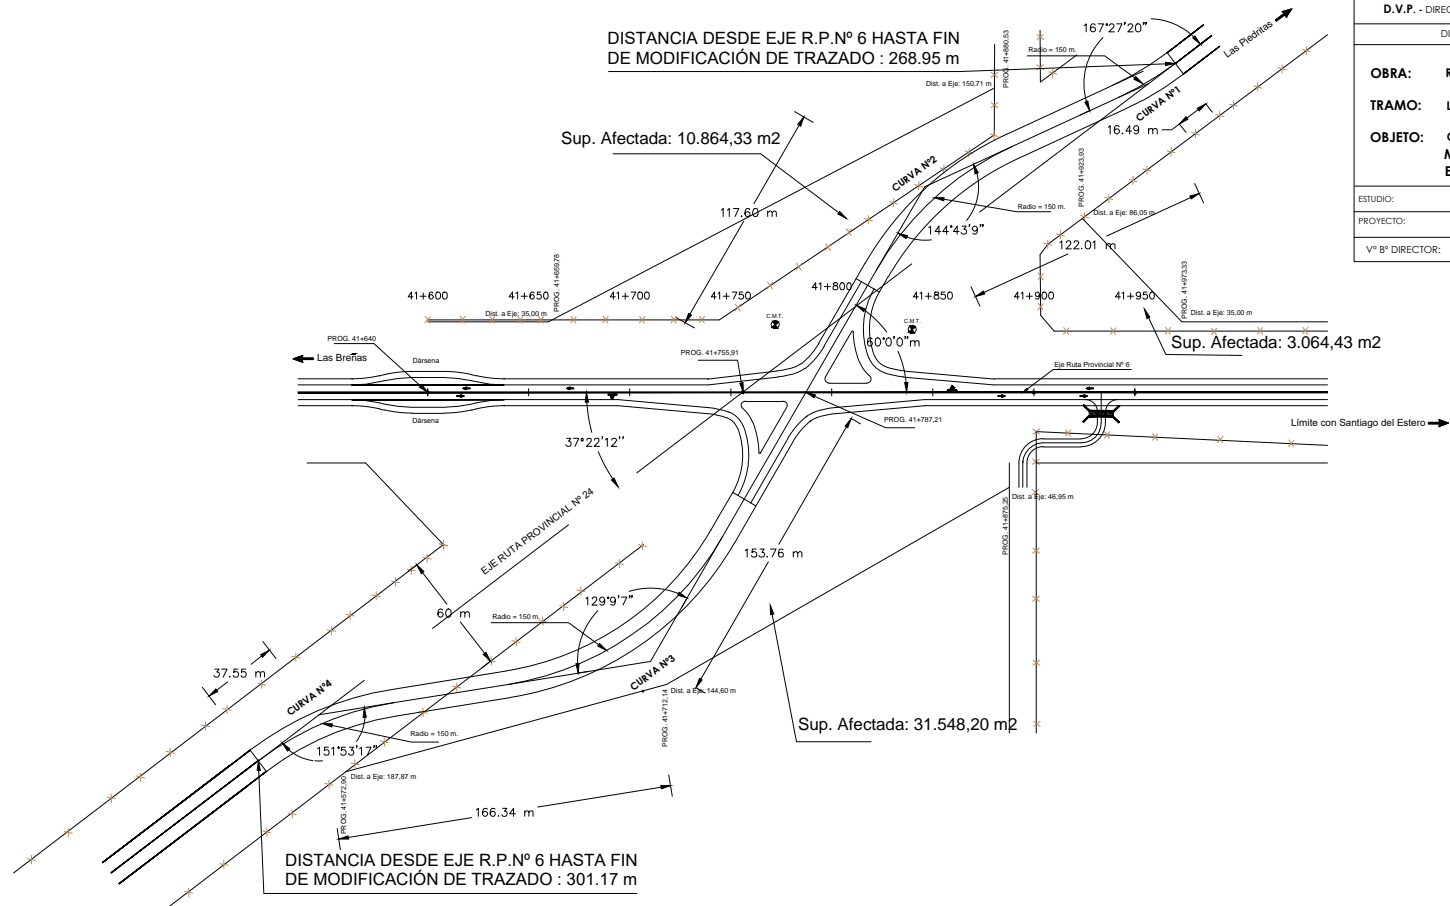 D.V.P. - DIREC
DI
OBRA: R
TRAMO: L
OBJETO:
M
E
ESTUDIO:
PROYECTO:
Vº Bº DIRECTOR:
DISTANCIA DESDE EJE R.P.Nº 6 HASTA FIN
DE MODIFICACIÓN DE TRAZADO : 268.95 m
167°27'20"
Las Piedritas
Radio = 150 m.
PROG. 41+880,53
Dist. a Eje: 150,71 m
CURVA Nº1
16.49 m
Sup. Afectada: 10.864,33 m2
CURVA Nº2
PROG. 41+923,93
117.60 m
Radio = 150 m.
Dist. a Eje: 86,05 m
144°43'9"
122.01 m
PROG. 41+659,78
PROG. 41+973,33
41+600
41+650
41+700
41+750
41+800
41+850
41+900
41+950
Dist. a Eje: 35,00 m
C.M.T.
C.M.T.
Dist. a Eje: 35,00 m
60°0'0"m
Sup. Afectada: 3.064,43 m2
PROG. 41+640
Las Breñas
Dársena
PROG. 41+755,91
Eje Ruta Provincial Nº 6
Dársena
PROG. 41+787,21
Límite con Santiago del Estero
37°22'12''
EJE RUTA PROVINCIAL Nº 24
Dist. a Eje: 46,95 m
PROG. 41+875,25
153.76 m
60 m
129°9'7"
Radio = 150 m.
37.55 m
CURVA Nº3
CURVA Nº4
Dist. a Eje: 144,60 m
PROG. 41+712,14
Sup. Afectada: 31.548,20 m2
Radio = 150 m.
151°53'17"
Dist. a Eje: 187,87 m
PROG. 41+572,90
166.34 m
DISTANCIA DESDE EJE R.P.Nº 6 HASTA FIN
DE MODIFICACIÓN DE TRAZADO : 301.17 m